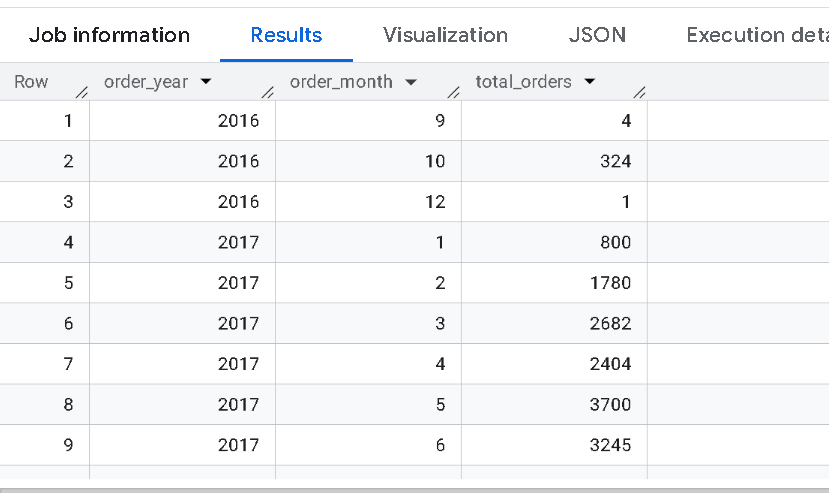 Job information Results Visualization JSON Execution deta
Row order_year order_month total_orders
1 2016 9 4
2 2016 10 324
3 2016 12 1
4 2017 1 800
5 2017 2 1780
6 2017 3 2682
7 2017 4 2404
8 2017 5 3700
9 2017 6 3245